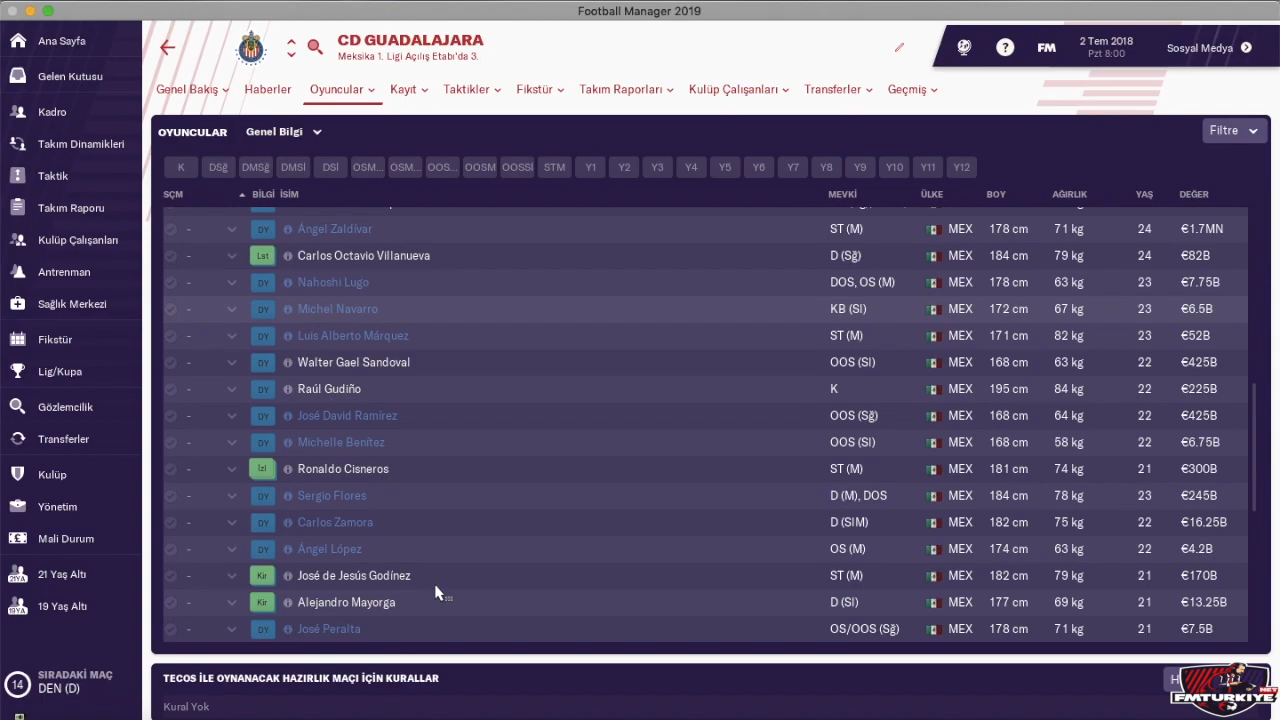 Football Manager 2019
Ana Sayfa
Gelen Kutusu
Kadro
Takım Dinamikleri
Taktik
Takım Raporu
Kulüp Çalışanları
Antrenman
Sağlık Merkezi
Fikstür
Lig/Kupa
Gözlemcilik
Transferler
Kulüp
Yönetim
Mali Durum
21YA 21 Yaş Altı
19YA 19 Yaş Altı
14 SIRADAKİ MAÇ
DEN (D)
CD GUADALAJARA
Meksika 1. Ligi Açılış Etabı'da 3.
? FM 2 Tem 2018
Pzt 8:00
Sosyal Medya
Genel Bakış Haberler Oyuncular Kayıt Taktikler Fikstür Takım Raporları Kulüp Çalışanları Transferler Geçmiş
OYUNCULAR Genel Bilgi Filtre
K DSğ DMSğ DMSl DSl OSM... OSM... OOS... OOSM OOSSl STM Y1 Y2 Y3 Y4 Y5 Y6 Y7 Y8 Y9 Y10 Y11 Y12
SÇM BİLGİ İSİM MEVKİ ÜLKE BOY AĞIRLIK YAŞ DEĞER
- DY Ángel Zaldívar ST (M) MEX 178 cm 71 kg 24 €1.7MN
- Lst Carlos Octavio Villanueva D (Sğ) MEX 184 cm 79 kg 24 €82B
- DY Nahoshi Lugo DOS, OS (M) MEX 178 cm 63 kg 23 €7.75B
- DY Michel Navarro KB (Sl) MEX 172 cm 67 kg 23 €6.5B
- DY Luis Alberto Márquez ST (M) MEX 171 cm 82 kg 23 €52B
- DY Walter Gael Sandoval OOS (Sl) MEX 168 cm 63 kg 22 €425B
- DY Raúl Gudiño K MEX 195 cm 84 kg 22 €225B
- DY José David Ramírez OOS (Sğ) MEX 168 cm 64 kg 22 €425B
- DY Michelle Benítez OOS (Sl) MEX 168 cm 58 kg 22 €6.75B
- İzl Ronaldo Cisneros ST (M) MEX 181 cm 74 kg 21 €300B
- DY Sergio Flores D (M), DOS MEX 184 cm 78 kg 23 €245B
- DY Carlos Zamora D (SlM) MEX 182 cm 75 kg 22 €16.25B
- DY Ángel López OS (M) MEX 174 cm 63 kg 22 €4.2B
- Kir José de Jesús Godínez ST (M) MEX 182 cm 79 kg 21 €170B
- Kir Alejandro Mayorga D (Sl) MEX 177 cm 69 kg 21 €13.25B
- DY José Peralta OS/OOS (Sğ) MEX 178 cm 71 kg 21 €7.5B
TECOS İLE OYNANACAK HAZIRLIK MAÇI İÇİN KURALLAR
Kural Yok
FMTURKIYE.NET